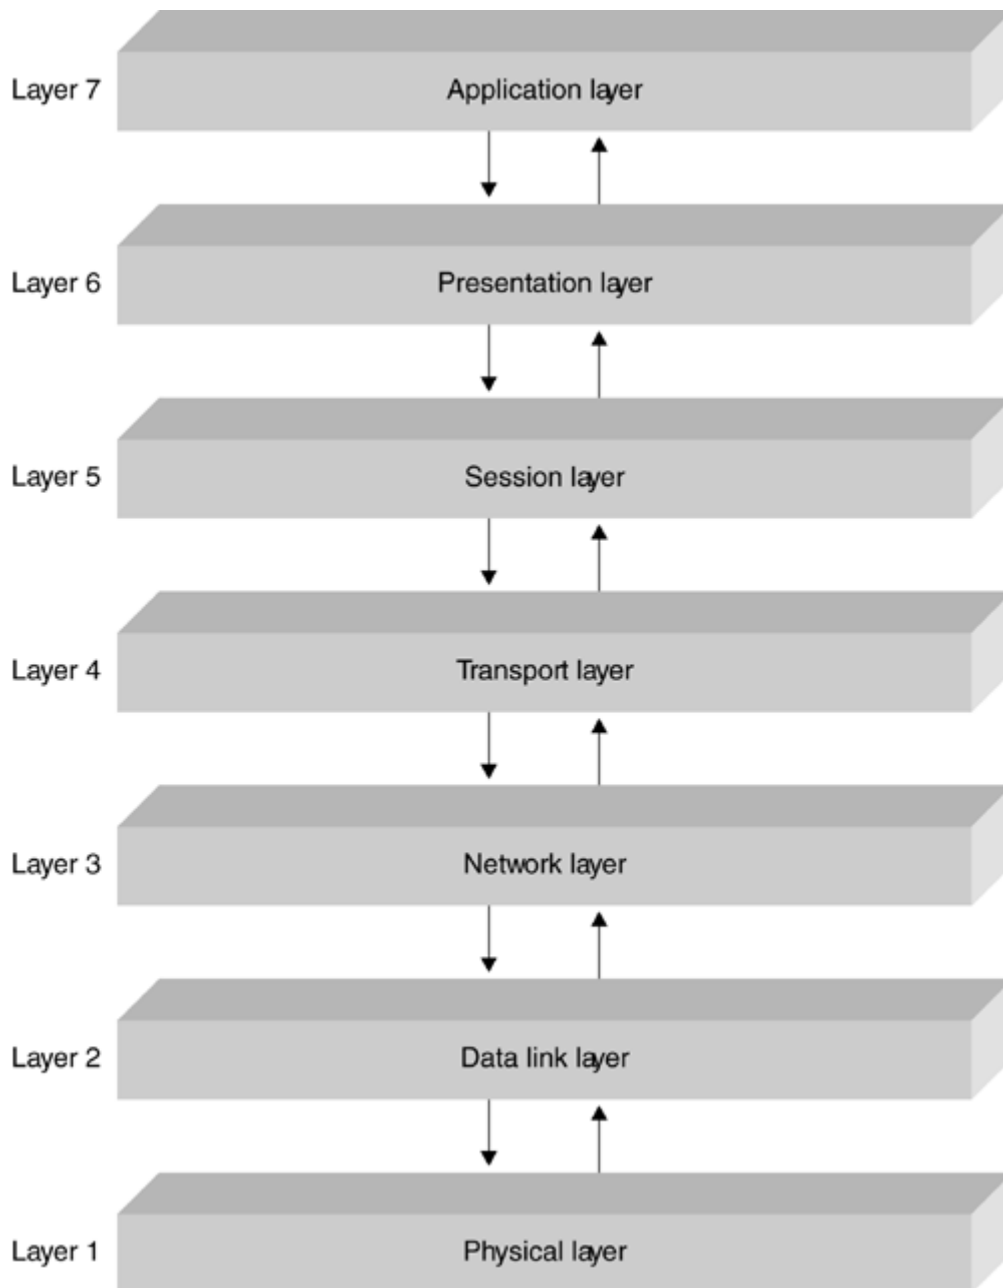 Layer 7 Application layer
Layer 6 Presentation layer
Layer 5 Session layer
Layer 4 Transport layer
Layer 3 Network layer
Layer 2 Data link layer
Layer 1 Physical layer